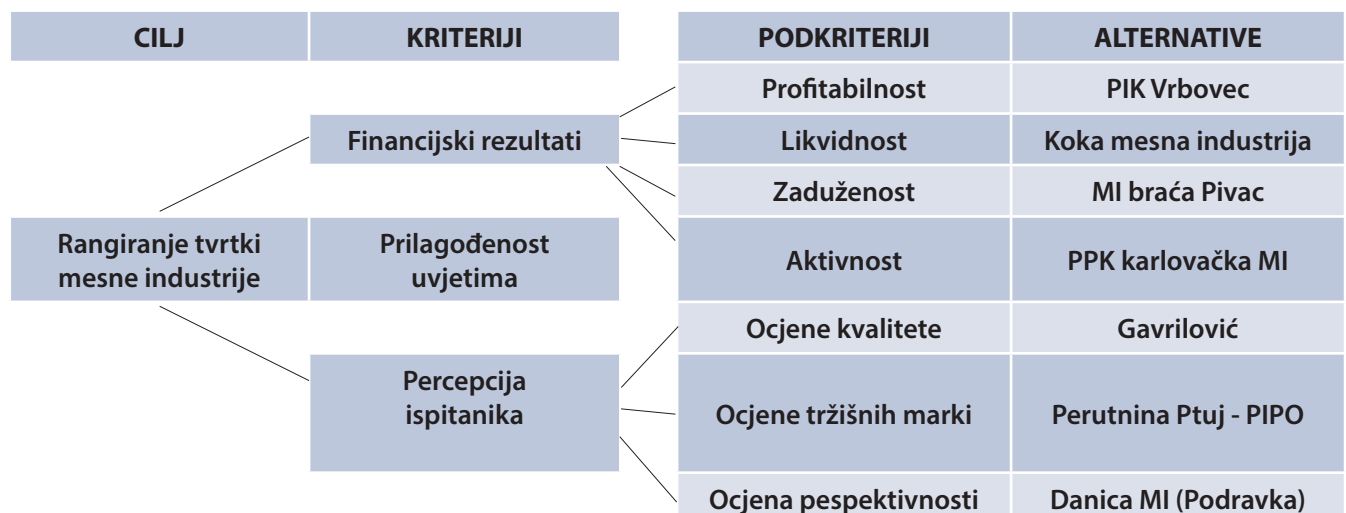 CILJ KRITERIJI PODKRITERIJI ALTERNATIVE
Profitabilnost PIK Vrbovec
Financijski rezultati Likvidnost Koka mesna industrija
Zaduženost MI braća Pivac
Rangiranje tvrtki
mesne industrije
Prilagođenost
uvjetima
Aktivnost PPK karlovačka MI
Ocjene kvalitete Gavrilović
Percepcija
ispitanika
Ocjene tržišnih marki Perutnina Ptuj - PIPO
Ocjena pespektivnosti Danica MI (Podravka)